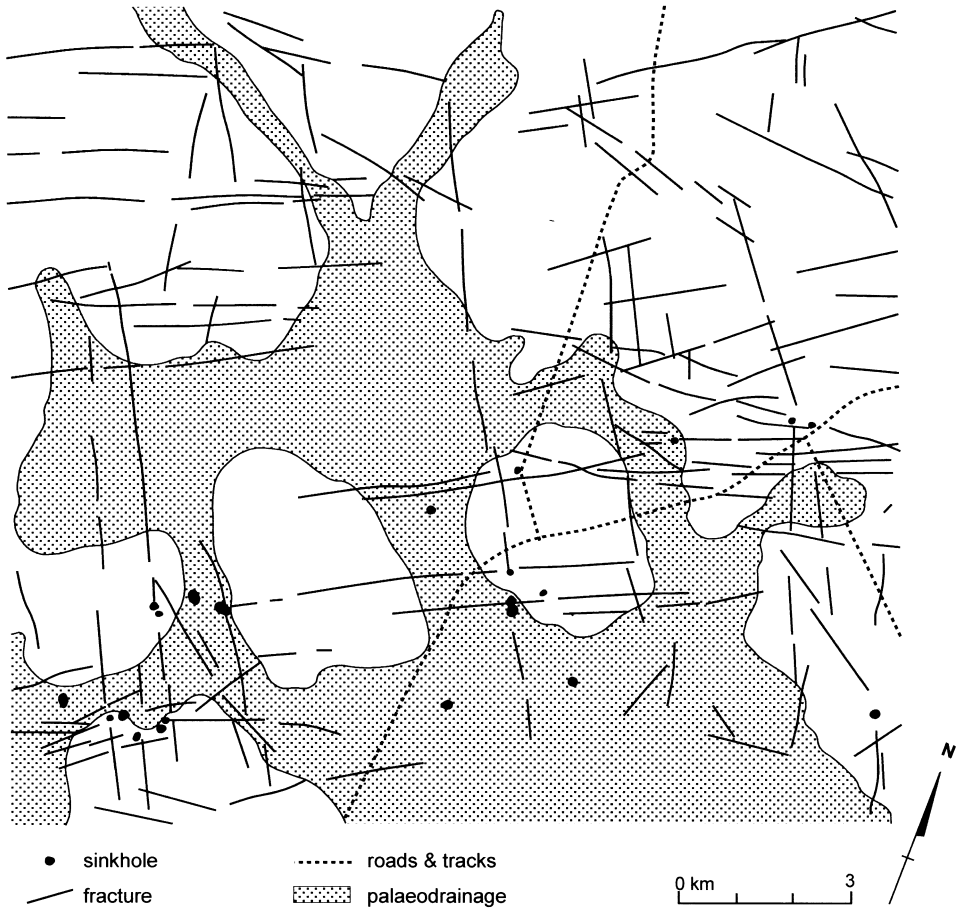 N
sinkhole
roads & tracks
fracture
palaeodrainage
0 km 3